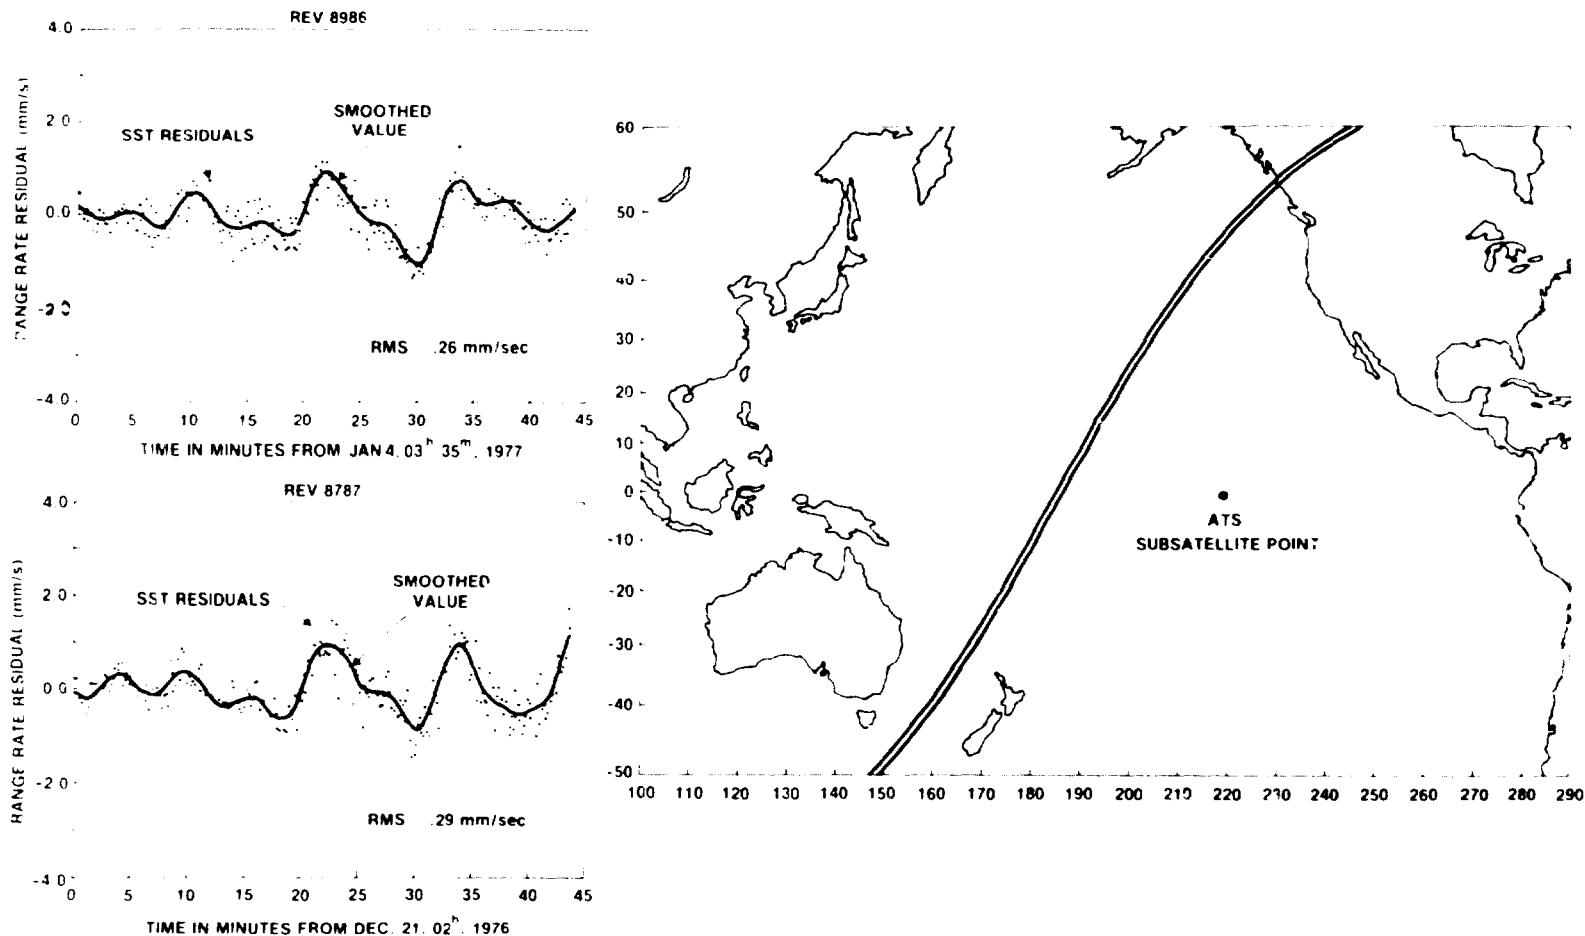 REV 8986
4.0
2.0
0.0
-2.0
-4.0
RANGE RATE RESIDUAL (mm/s)
SST RESIDUALS
SMOOTHED
VALUE
RMS .26 mm/sec
0 5 10 15 20 25 30 35 40 45
TIME IN MINUTES FROM JAN 4. 03h 35m. 1977
REV 8787
4.0
2.0
0.0
-2.0
-4.0
RANGE RATE RESIDUAL (mm/s)
SST RESIDUALS
SMOOTHED
VALUE
RMS .29 mm/sec
0 5 10 15 20 25 30 35 40 45
TIME IN MINUTES FROM DEC. 21. 02h. 1976
60
50
40
30
20
10
0
-10
-20
-30
-40
-50
ATS
SUBSATELLITE POINT
100 110 120 130 140 150 160 170 180 190 200 210 220 230 240 250 260 270 280 290